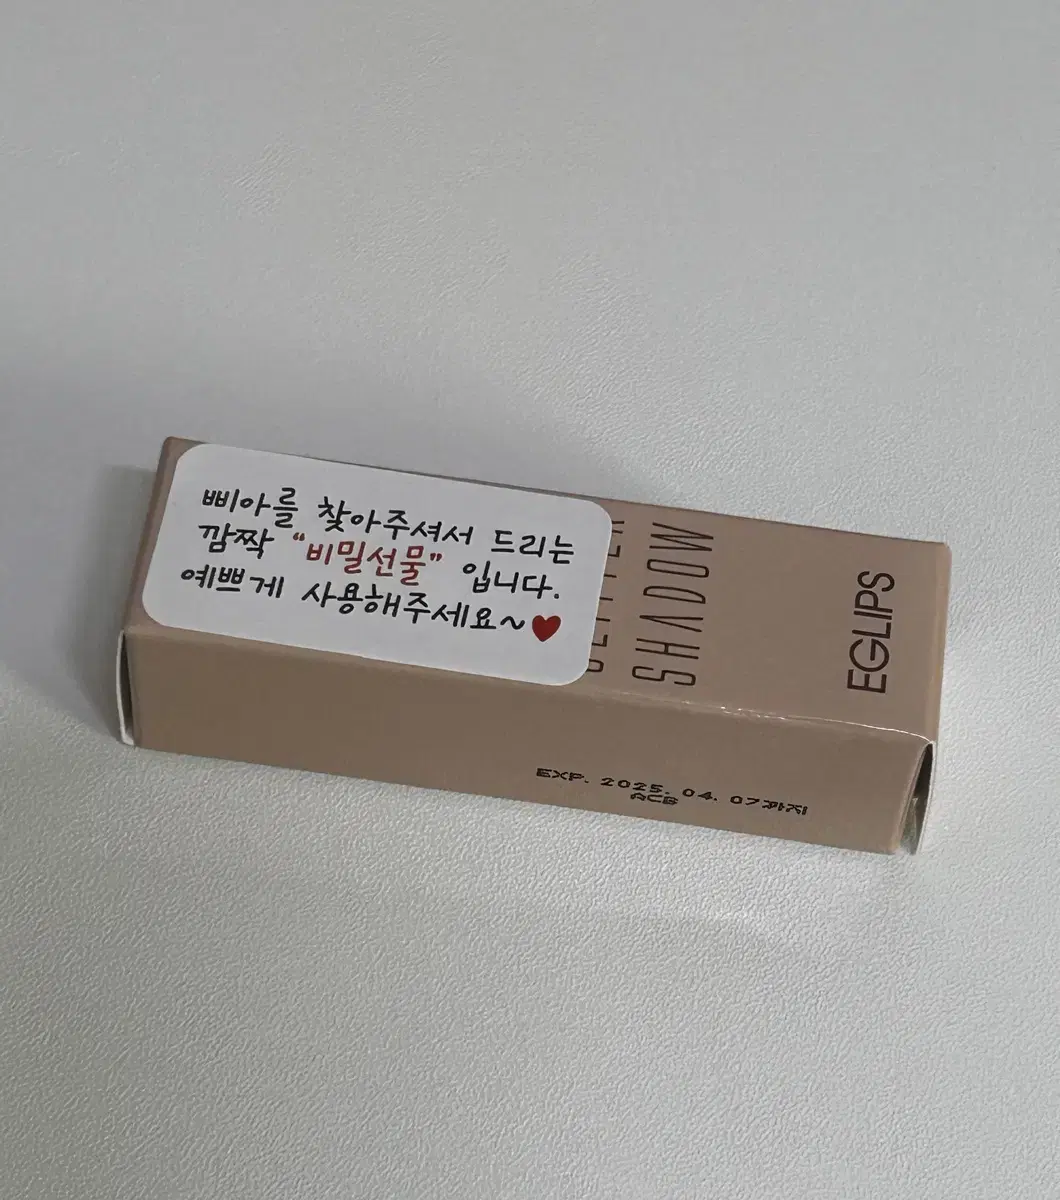 삐아를 찾아주셔서 드리는
깜짝 "비밀선물" 입니다.
예쁘게 사용해주세요~♥
SHADOW
EGLIPS
EXP. 2025. 04. 07까지